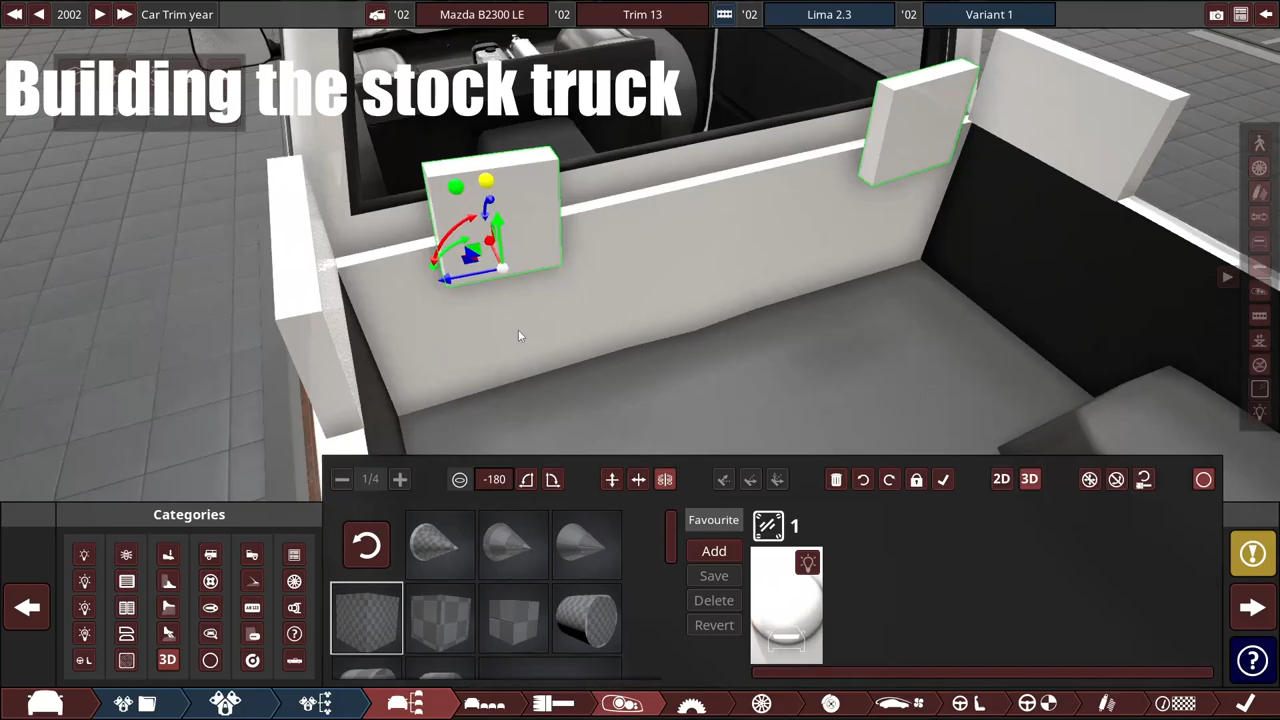 2002
Car Trim year
'02
Mazda B2300 LE
'02
Trim 13
'02
Lima 2.3
'02
Variant 1
Building the stock truck
1/4
-180
2D
3D
Categories
Favourite
1
Add
Save
Delete
Revert
3D